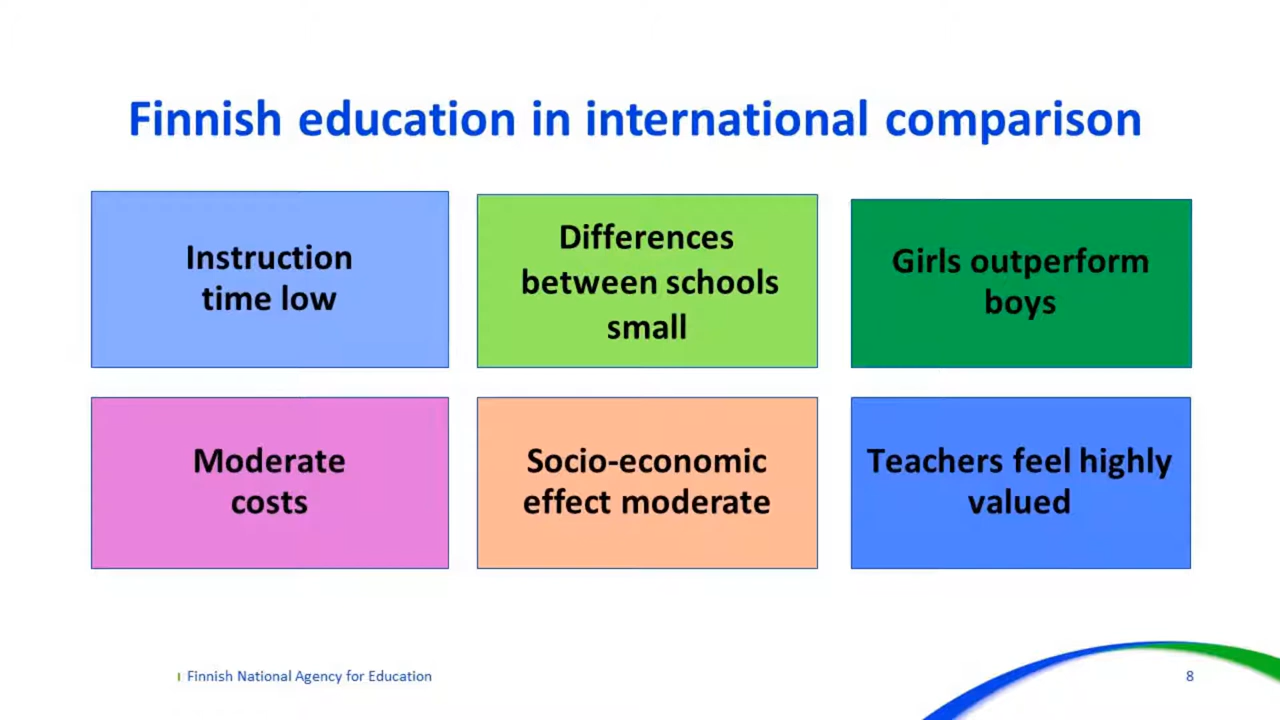 Finnish education in international comparison
Instruction
time low
Differences
between schools
small
Girls outperform
boys
Moderate
costs
Socio-economic
effect moderate
Teachers feel highly
valued
Finnish National Agency for Education
8